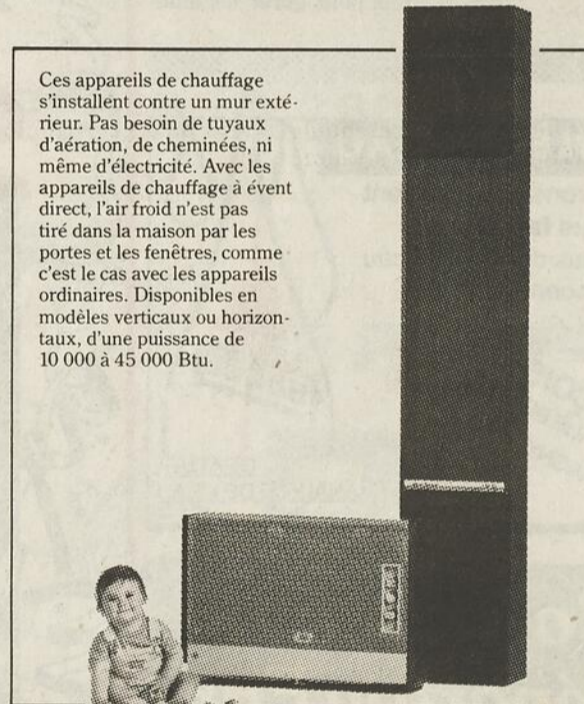 Ces appareils de chauffage
s'installent contre un mur exté-
rieur. Pas besoin de tuyaux
d'aération, de cheminées, ni
même d'électricité. Avec les
appareils de chauffage à évent
direct, l'air froid n'est pas
tiré dans la maison par les
portes et les fenêtres, comme
c'est le cas avec les appareils
ordinaires. Disponibles en
modèles verticaux ou horizon-
taux, d'une puissance de
10 000 à 45 000 Btu.